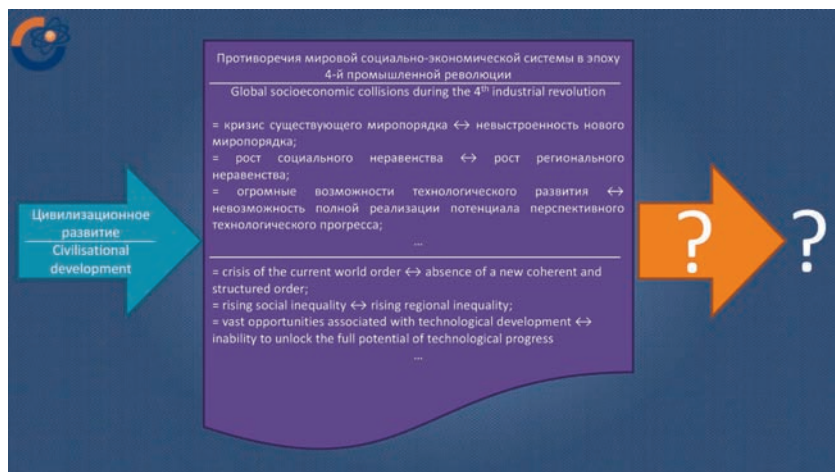 Противоречия мировой социально-экономической системы в эпоху
4-й промышленной революции
Global socioeconomic collisions during the 4th industrial revolution
= кризис существующего миропорядка ↔ невыстроенность нового
миропорядка;
= рост социального неравенства ↔ рост регионального
неравенства;
= огромные возможности технологического развития ↔
невозможность полной реализации потенциала перспективного
технологического прогресса;
...
Цивилизационное
развитие
Civilisational
development
= crisis of the current world order ↔ absence of a new coherent and
structured order;
= rising social inequality ↔ rising regional inequality;
= vast opportunities associated with technological development ↔
inability to unlock the full potential of technological progress
...
?
?